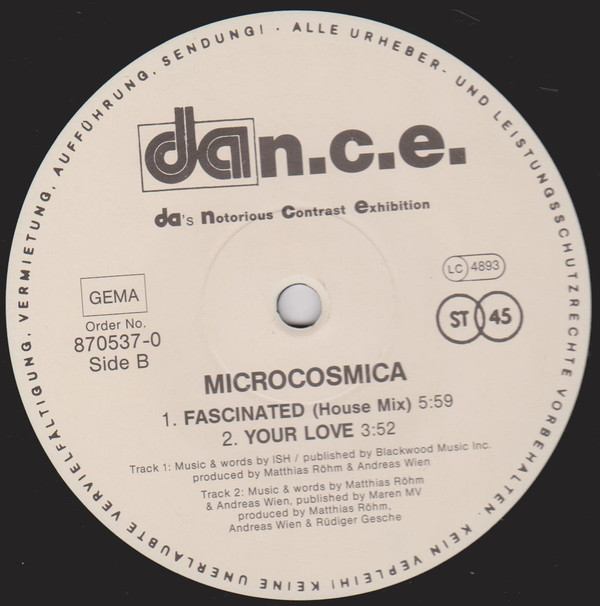 ALLE URHEBER- UND LEISTUNGSSCHUTZRECHTE VORBEHALTEN. KEIN VERLEIH! KEINE UNERLAUBTE VERVIELFÄLTIGUNG, VERMIETUNG, AUFFÜHRUNG, SENDUNG! ·
dan.c.e.
da's Notorious Contrast Exhibition
LC 4893
GEMA
ST 45
Order No.
870537-0
Side B
MICROCOSMICA
1. FASCINATED (House Mix) 5:59
2. YOUR LOVE 3:52
Track 1: Music & words by ISH / published by Blackwood Music Inc.
produced by Matthias Röhm & Andreas Wien
Track 2: Music & words by Matthias Röhm
& Andreas Wien, published by Maren MV
produced by Matthias Röhm,
Andreas Wien & Rüdiger Gesche